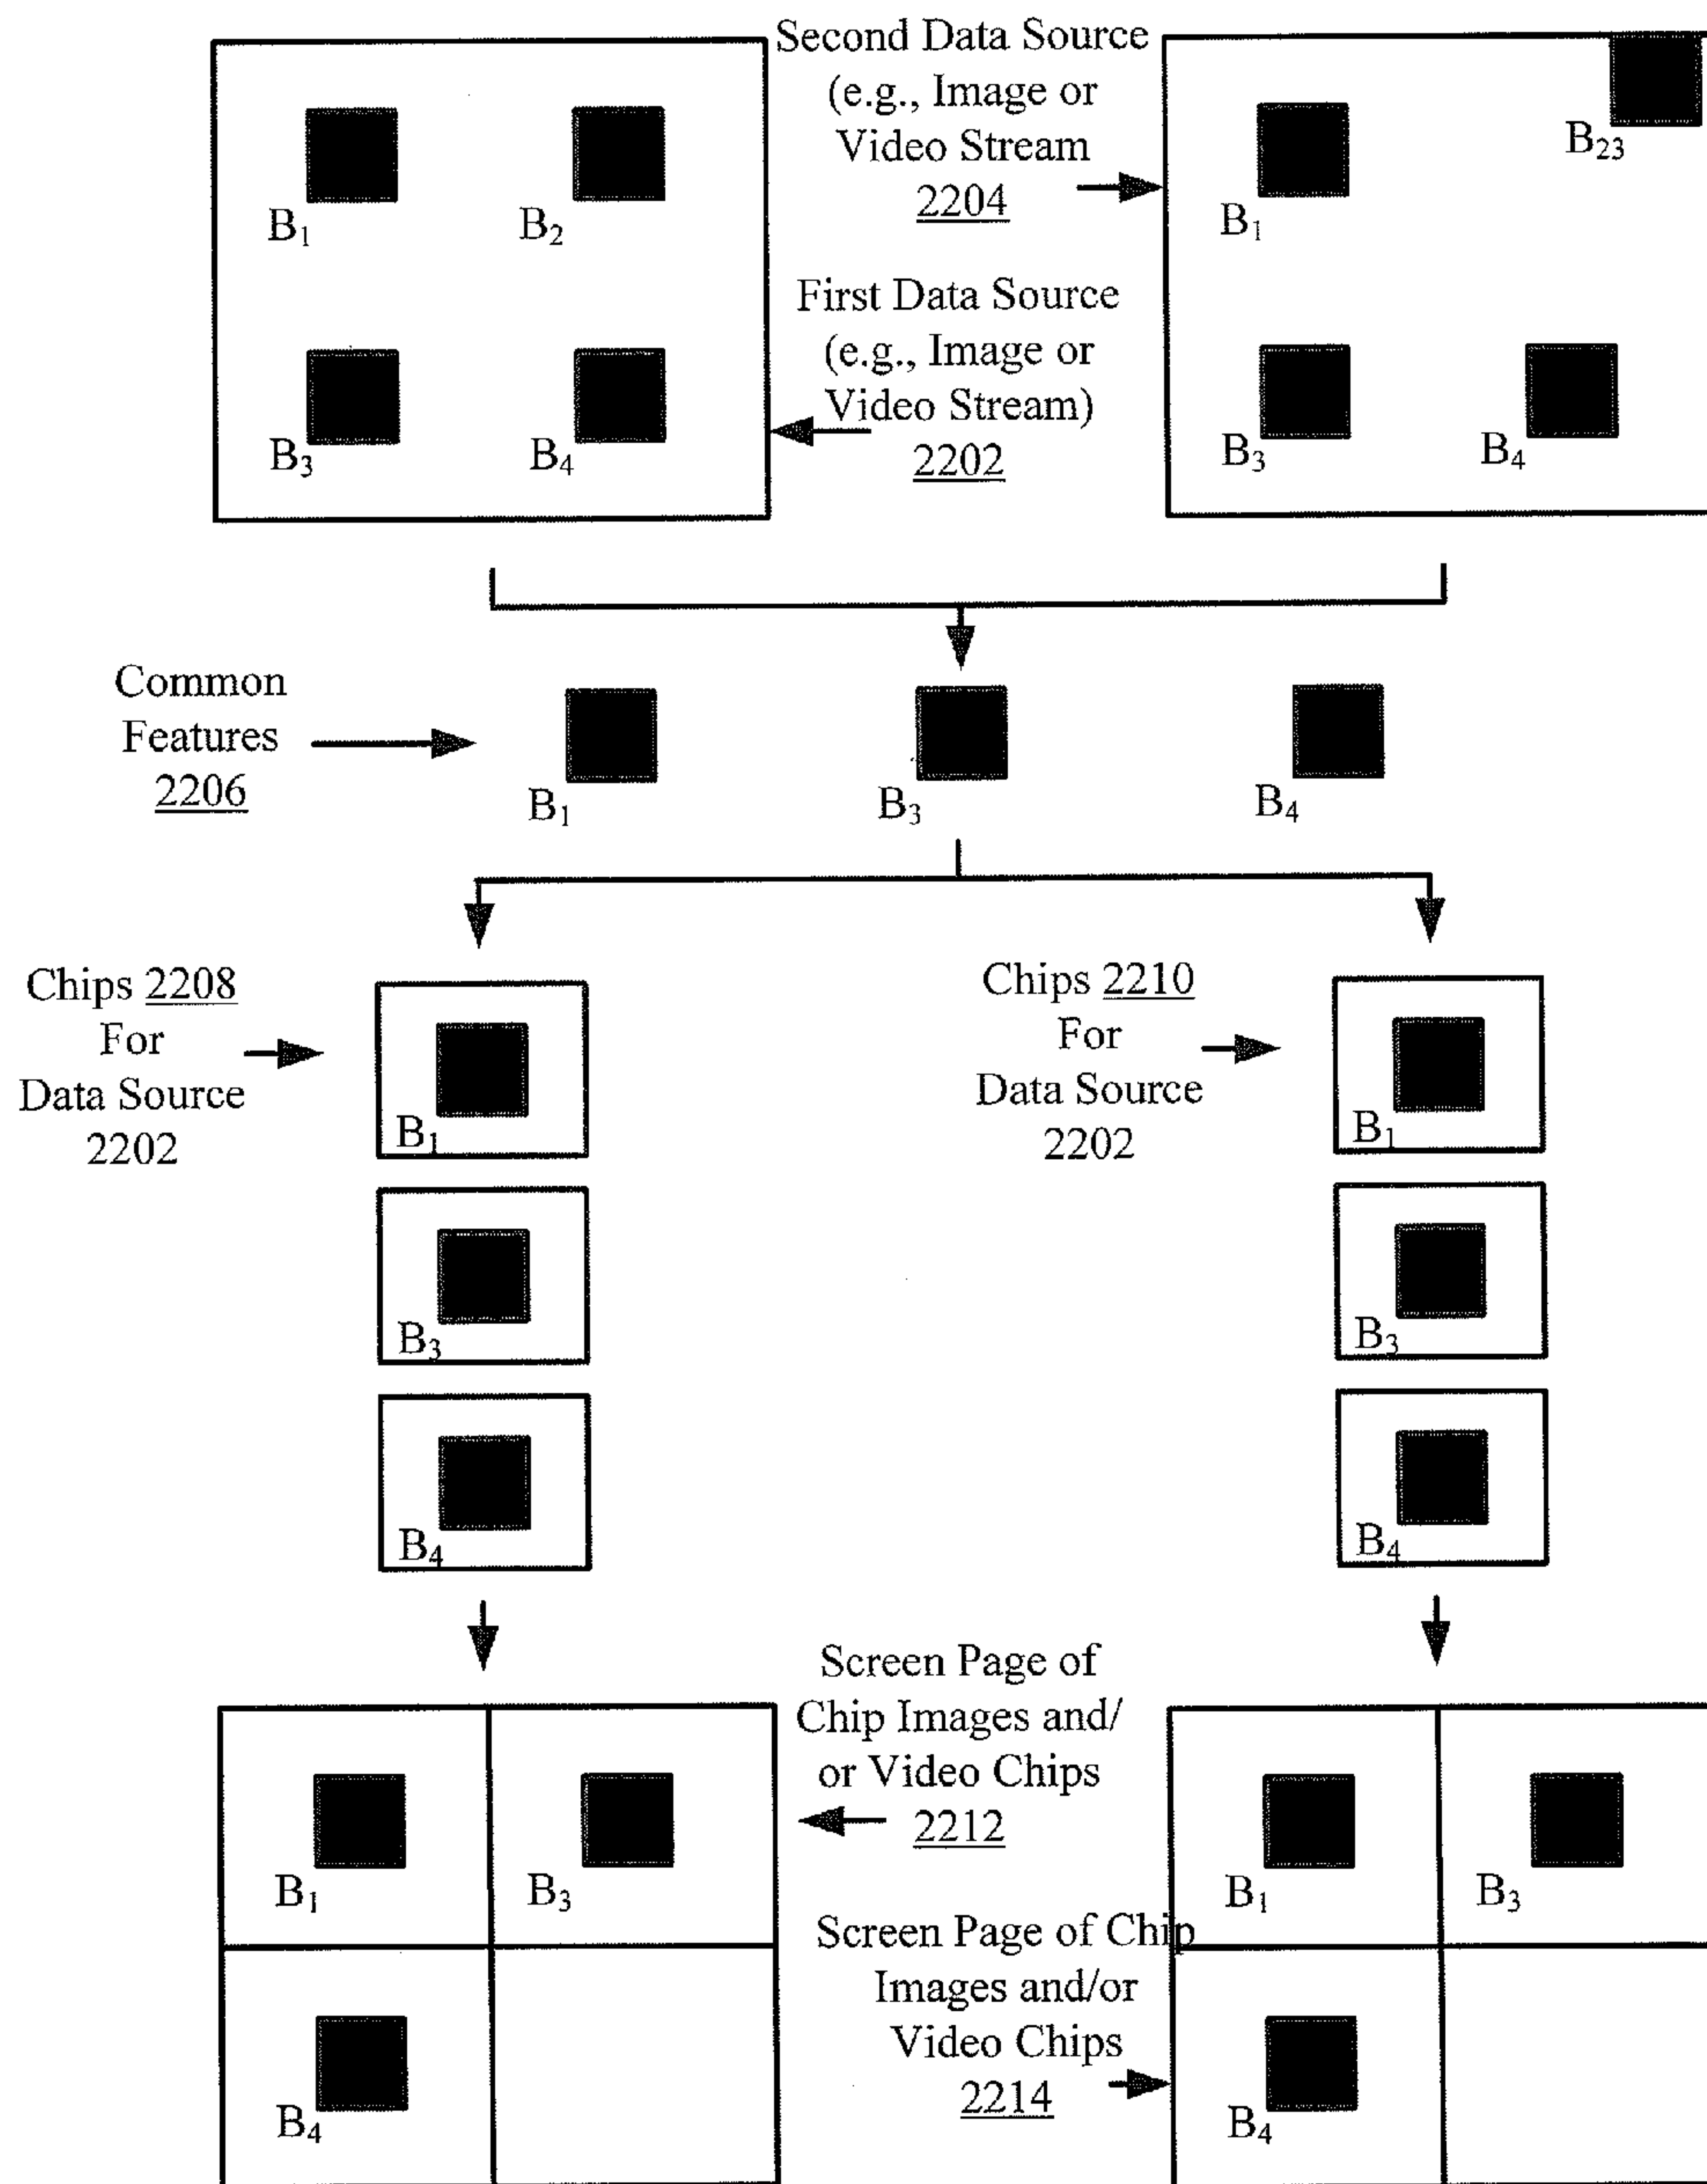 Second Data Source
(e.g., Image or
Video Stream
2204
B₁
B₂
B₃
B₄
First Data Source
(e.g., Image or
Video Stream)
2202
B₁
B₂₃
B₃
B₄
Common
Features
2206
B₁
B₃
B₄
Chips 2208
For
Data Source
2202
B₁
B₃
B₄
Chips 2210
For
Data Source
2202
B₁
B₃
B₄
Screen Page of
Chip Images and/
or Video Chips
2212
B₁
B₃
B₄
Screen Page of Chip
Images and/or
Video Chips
2214
B₁
B₃
B₄